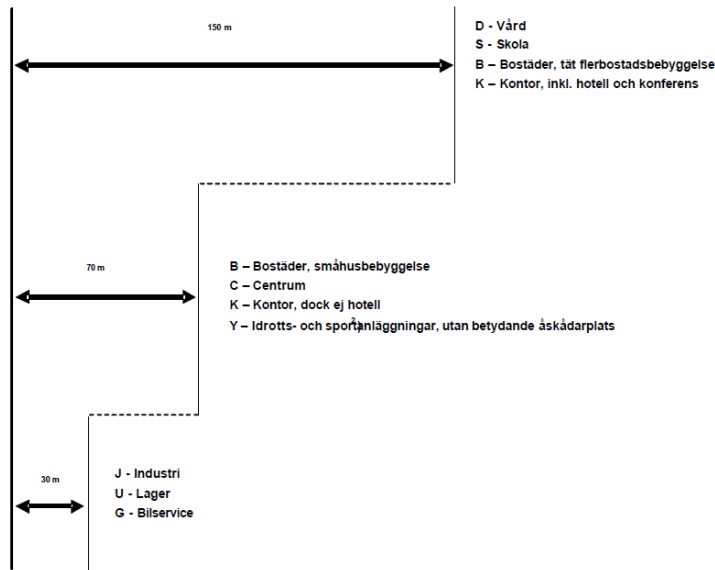 150 m
D - Vård
S - Skola
B – Bostäder, tät flerbostadsbebyggelse
K – Kontor, inkl. hotell och konferens
70 m
B – Bostäder, småhusbebyggelse
C – Centrum
K – Kontor, dock ej hotell
Y – Idrotts- och sportanläggningar, utan betydande åskådarplats
2)
30 m
J - Industri
U - Lager
G - Bilservice